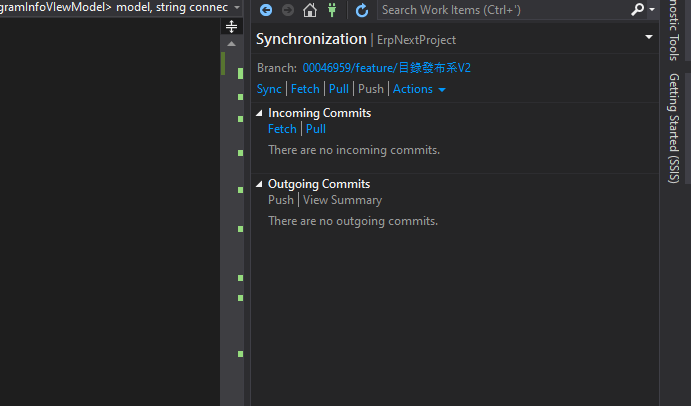 gramInfoViewModel> model, string connec
Search Work Items (Ctrl+')
Synchronization | ErpNextProject
Branch: 00046959/feature/目錄發布系V2
Sync | Fetch | Pull | Push | Actions
Incoming Commits
Fetch | Pull
There are no incoming commits.
Outgoing Commits
Push | View Summary
There are no outgoing commits.
nostic Tools
Getting Started (SSIS)